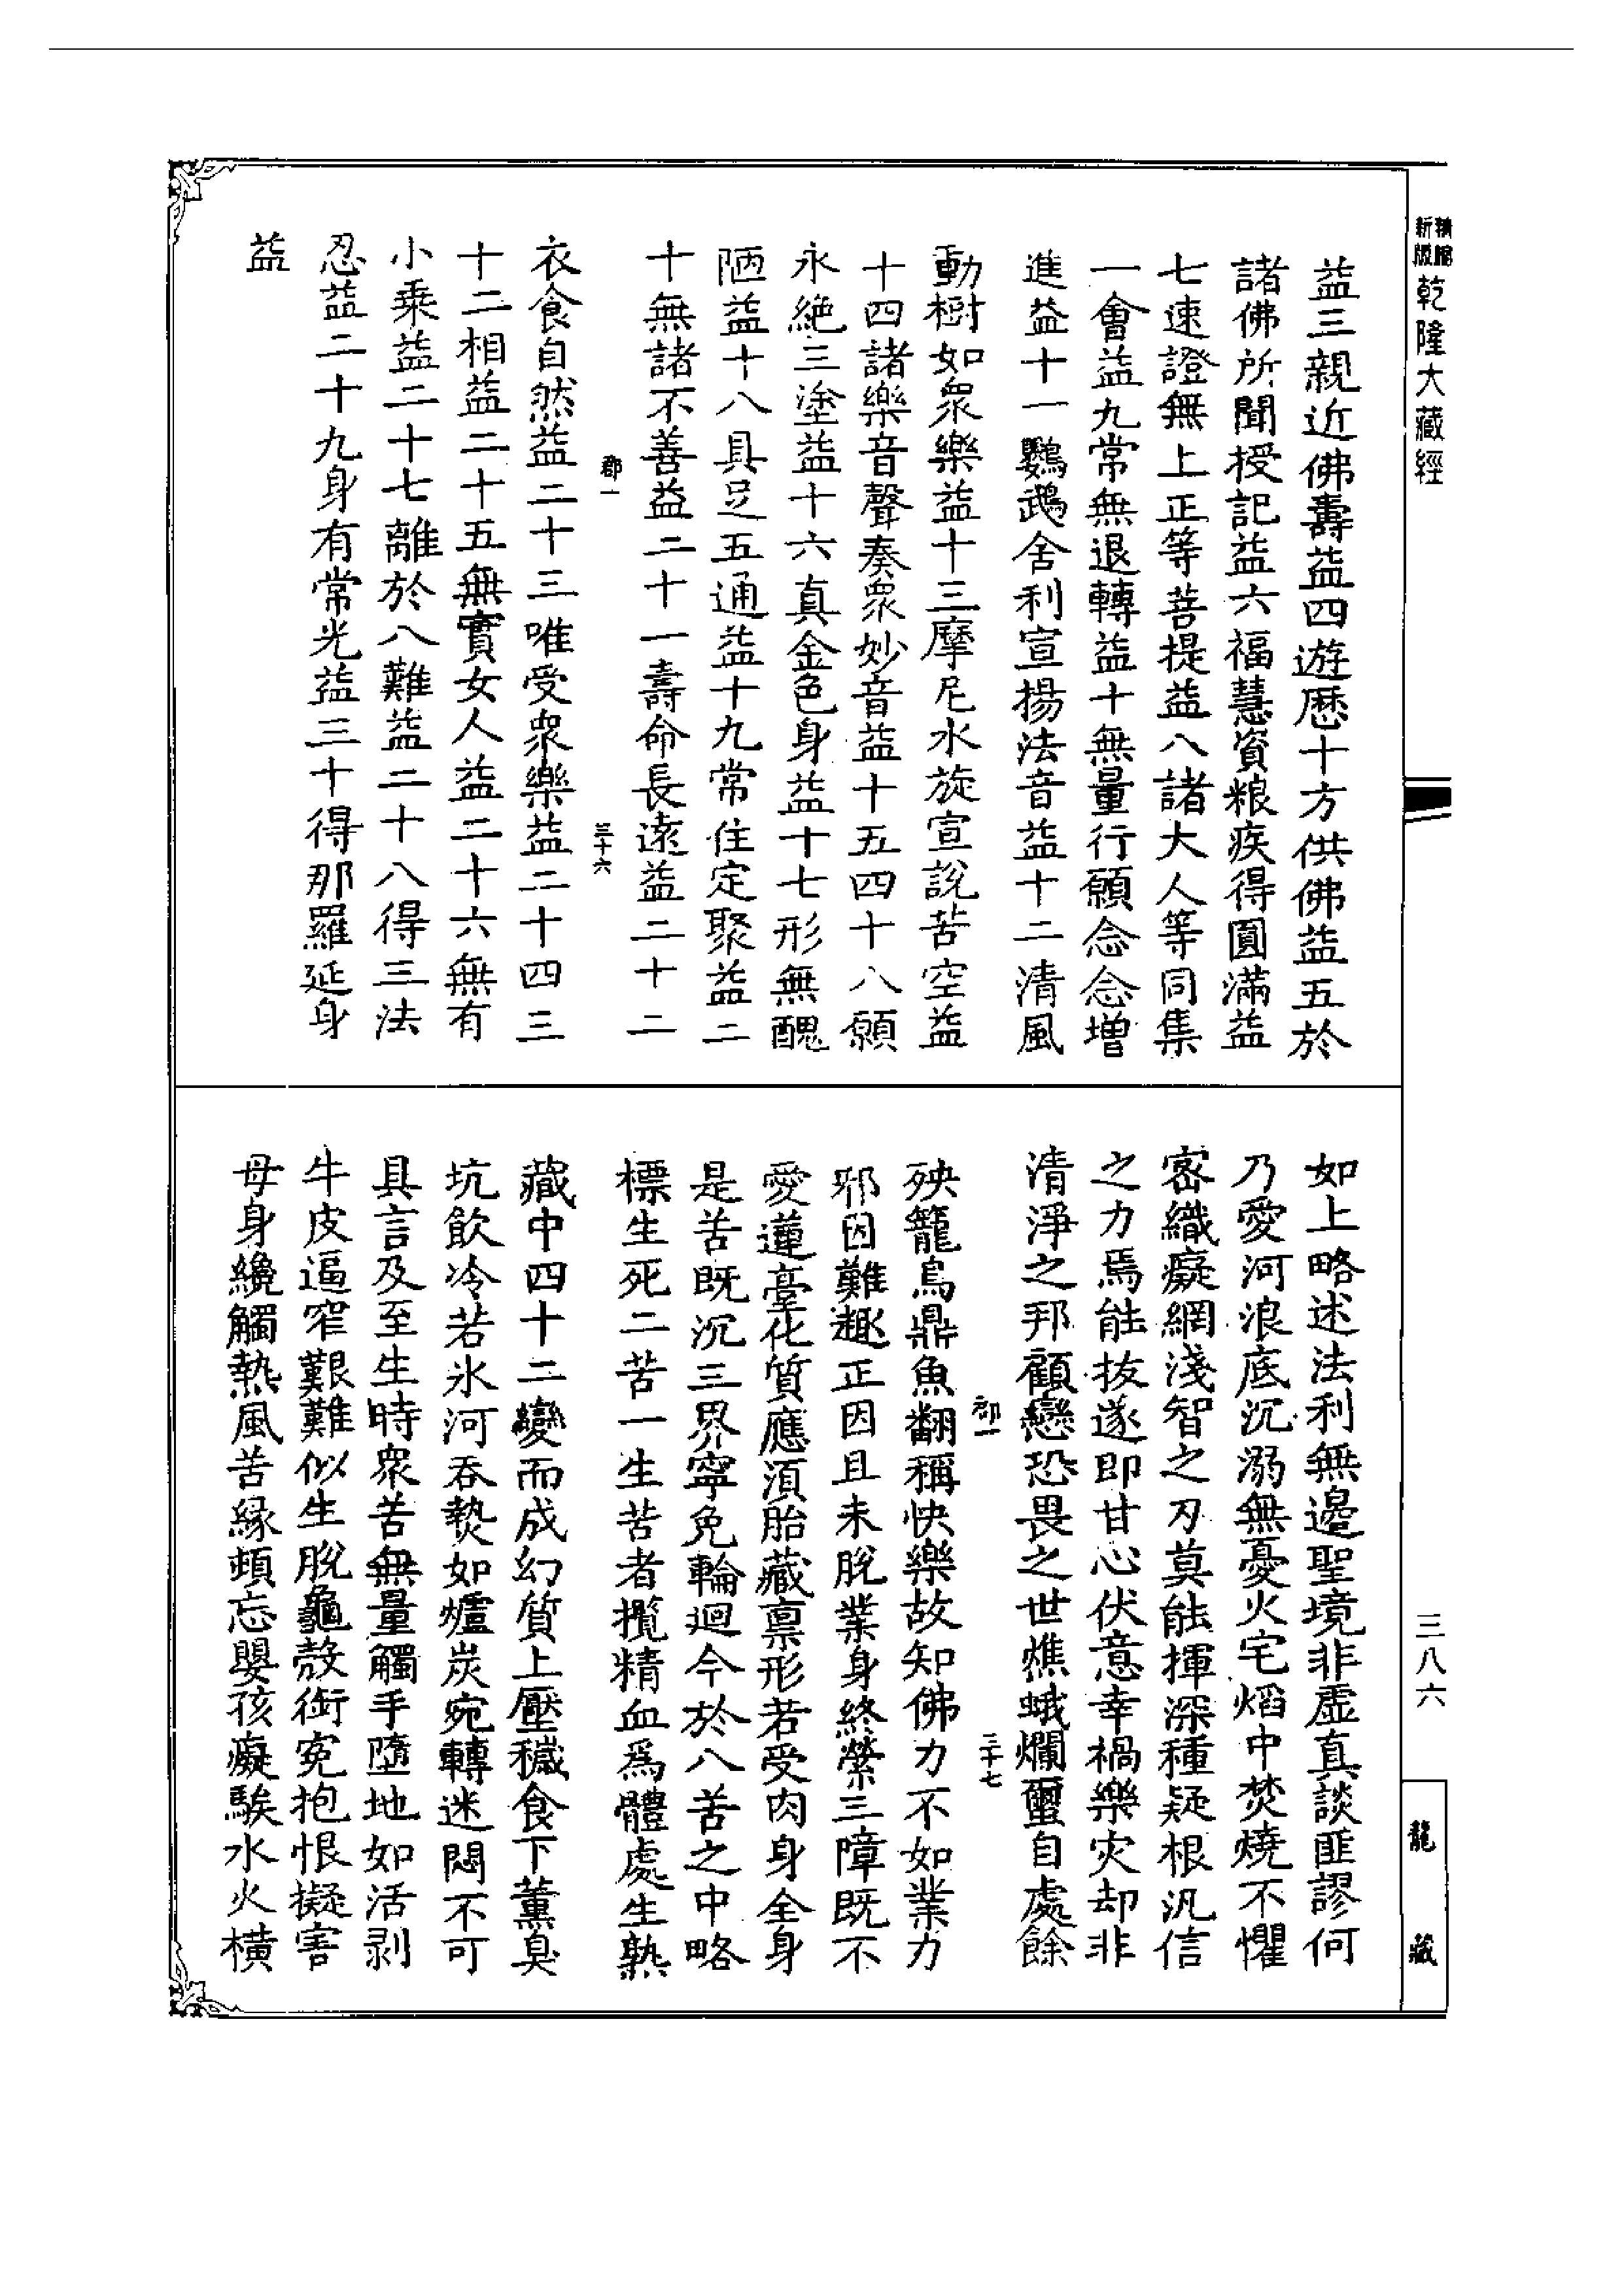 精縮新版乾隆大藏經
益三親近佛壽益四遊歷十方供佛益五於
諸佛所聞授記益六福慧資粮疾得圓滿益
七速證無上正等菩提益八諸大人等同集
一會益九常無退轉益十無量行願念念增
進益十一鸚鵡舍利宣揚法音益十二清風
動樹如衆樂益十三摩尼水旋宣說苦空益
十四諸樂音聲奏衆妙音益十五四十八願
永絕三塗益十六真金色身益十七形無醜
陋益十八具足五通益十九常住定聚益二
十無諸不善益二十一壽命長遠益二十二
郡一 三十六
衣食自然益二十三唯受衆樂益二十四三
十二相益二十五無實女人益二十六無有
小乘益二十七離於八難益二十八得三法
忍益二十九身有常光益三十得那羅延身
益
如上略述法利無邊聖境非虛真談匪謬何
乃愛河浪底沉溺無憂火宅熖中焚燒不懼
密織癡網淺智之刃莫能揮深種疑根汎信
之力焉能拔遂即甘心伏意幸禍樂灾却非
清淨之邦顧戀恐畏之世燋蛾爛𧕭自處餘
郡一 三十七
殃籠鳥鼎魚翻稱快樂故知佛力不如業力
邪因難趣正因且未脫業身終縈三障既不
愛蓮臺化質應須胎藏稟形若受肉身全身
是苦既沉三界寧免輪迴今於八苦之中略
標生死二苦一生苦者攬精血爲體處生熟
藏中四十二變而成幻質上壓穢食下薰臭
坑飲冷若氷河吞熱如爐炭宛轉迷悶不可
具言及至生時衆苦無量觸手墮地如活剥
牛皮逼窄艱難似生脫龜殼銜寃抱恨擬害
母身纔觸熱風苦緣頓忘嬰孩癡騃水火橫
三八六
龍藏